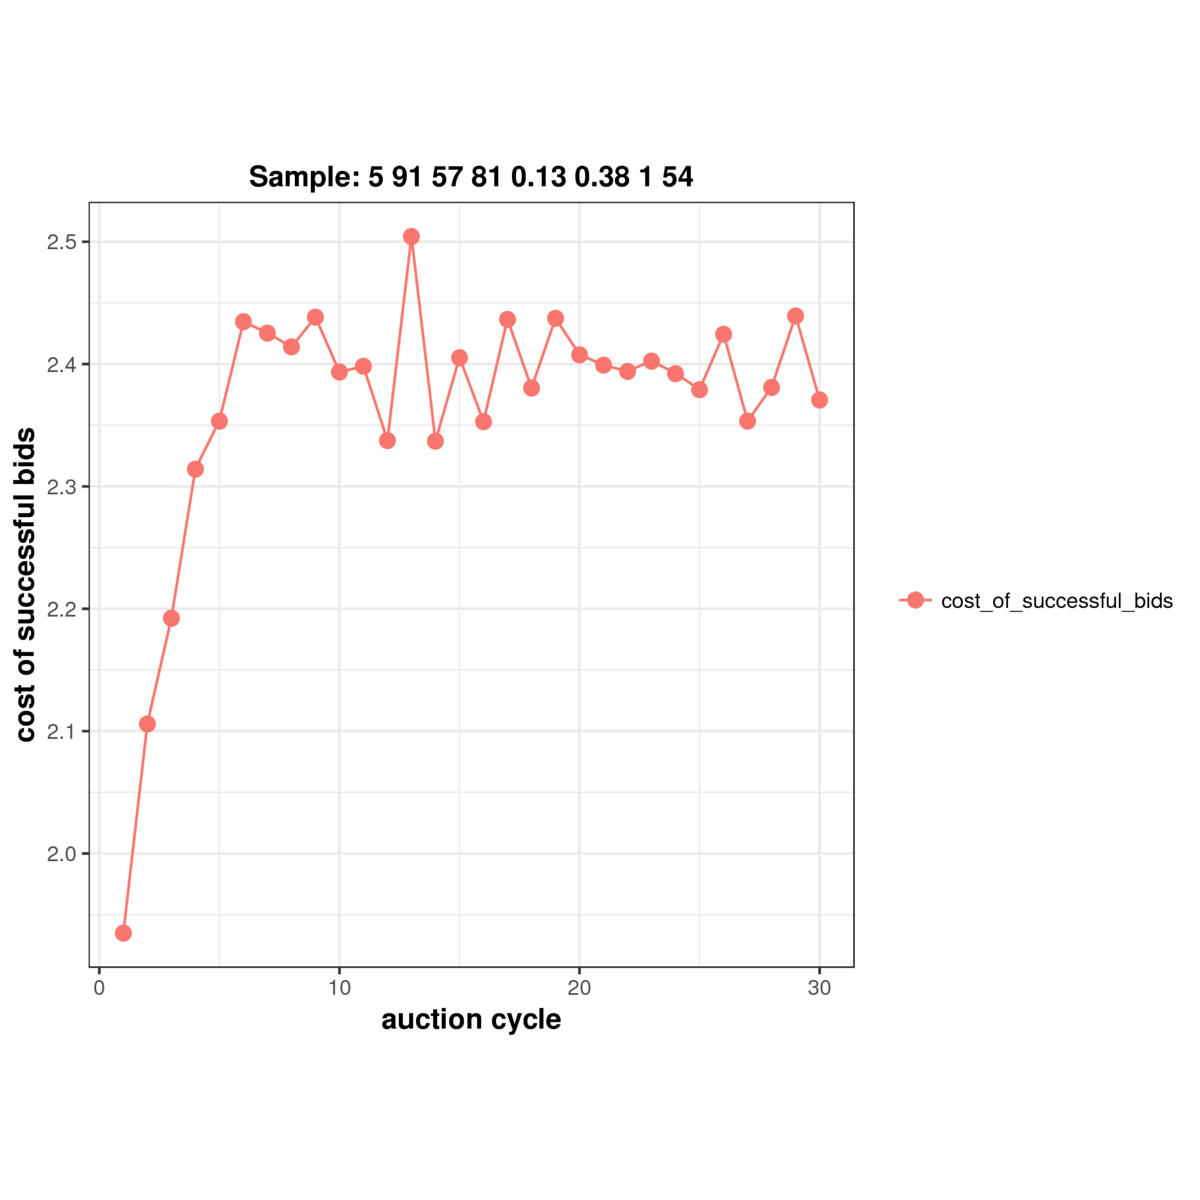 Sample: 5 91 57 81 0.13 0.38 1 54
cost of successful bids
2.5
2.4
2.3
2.2
2.1
2.0
0 10 20 30
auction cycle
cost_of_successful_bids